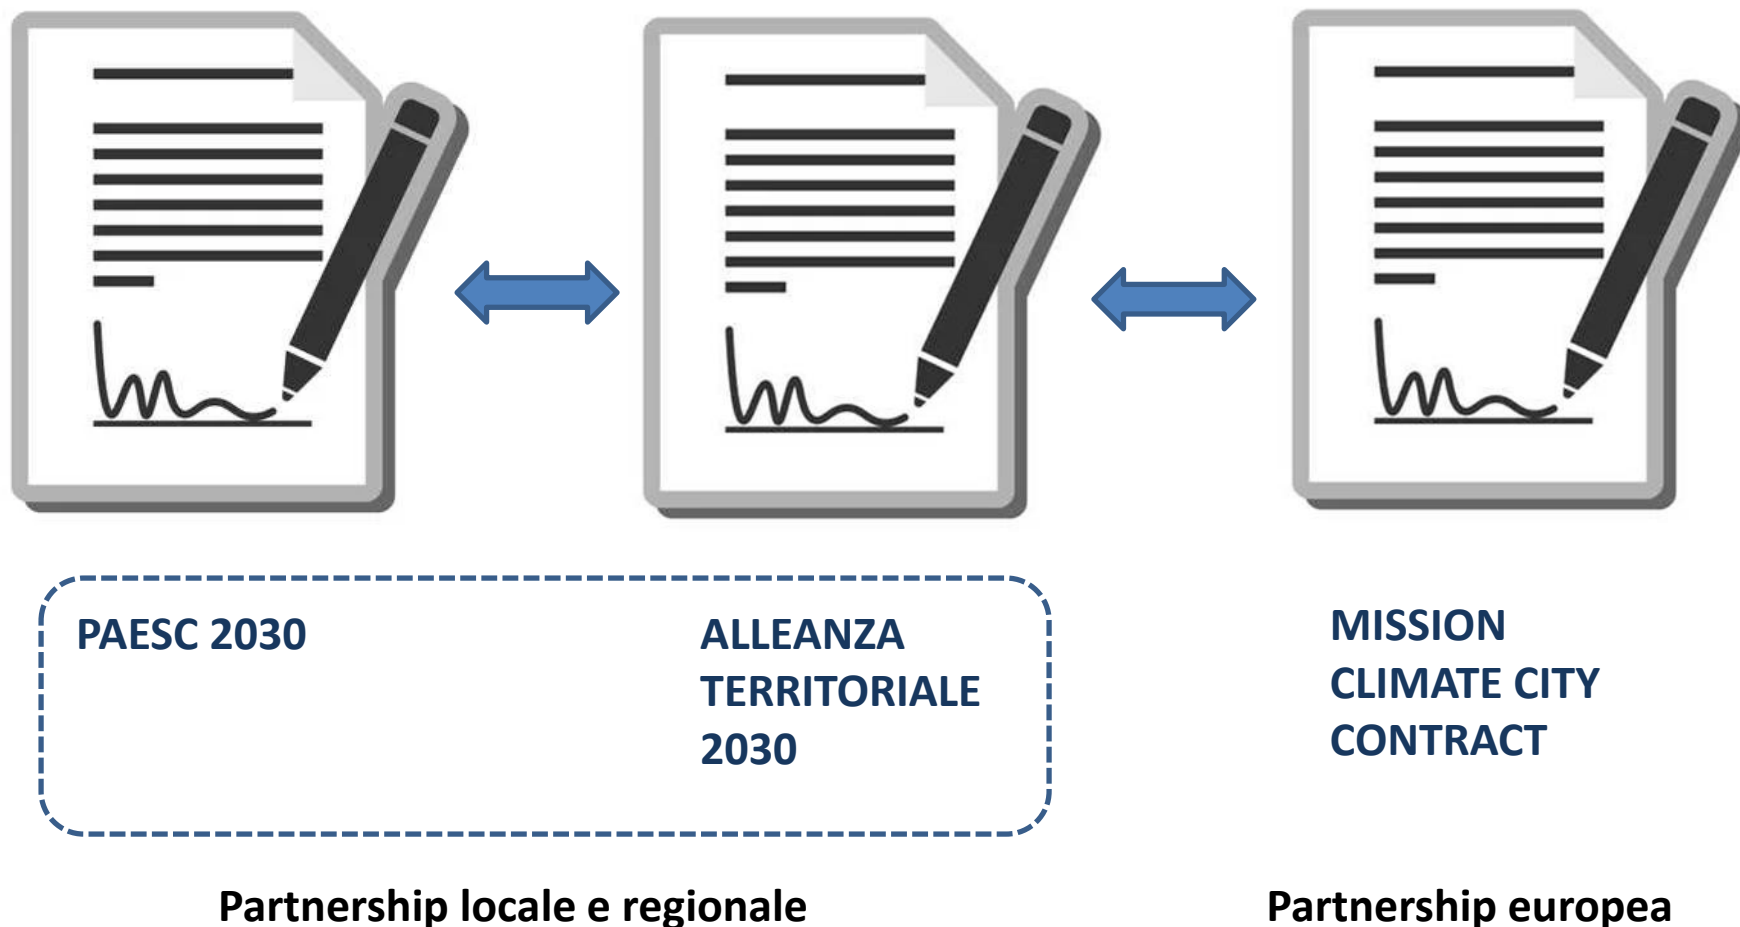 PAESC 2030
ALLEANZA
TERRITORIALE
2030
MISSION
CLIMATE CITY
CONTRACT
Partnership locale e regionale
Partnership europea